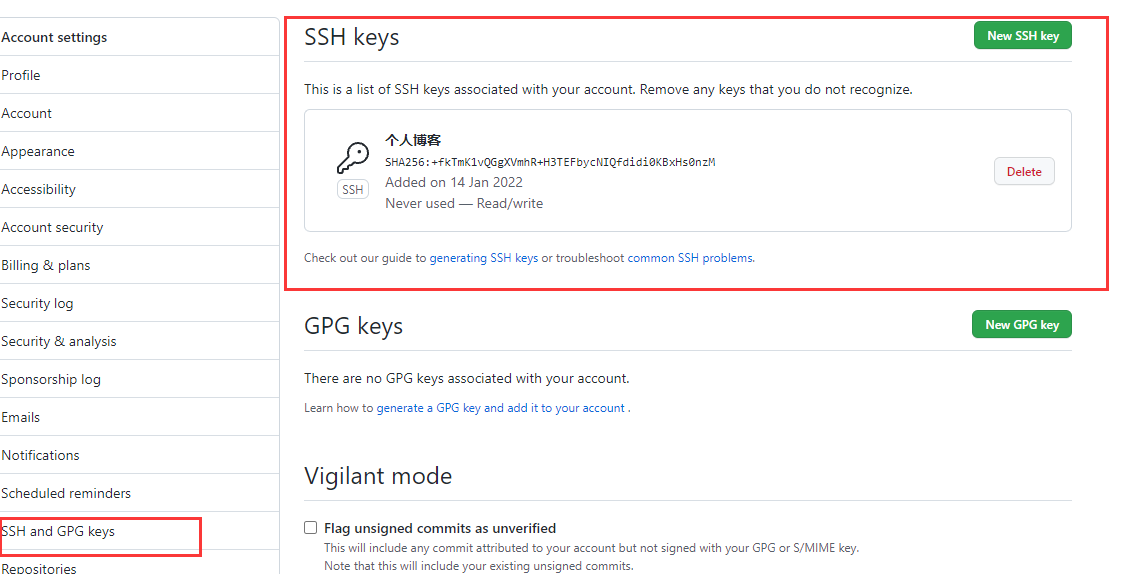 Account settings
Profile
Account
Appearance
Accessibility
Account security
Billing & plans
Security log
Security & analysis
Sponsorship log
Emails
Notifications
Scheduled reminders
SSH and GPG keys
Repositories
SSH keys
New SSH key
This is a list of SSH keys associated with your account. Remove any keys that you do not recognize.
个人博客
SHA256:+fkTmK1vQGgXVmhR+H3TEFbycNIQfdidi0KBxHs0nzM
SSH
Added on 14 Jan 2022
Never used — Read/write
Delete
Check out our guide to generating SSH keys or troubleshoot common SSH problems.
GPG keys
New GPG key
There are no GPG keys associated with your account.
Learn how to generate a GPG key and add it to your account .
Vigilant mode
Flag unsigned commits as unverified
This will include any commit attributed to your account but not signed with your GPG or S/MIME key.
Note that this will include your existing unsigned commits.